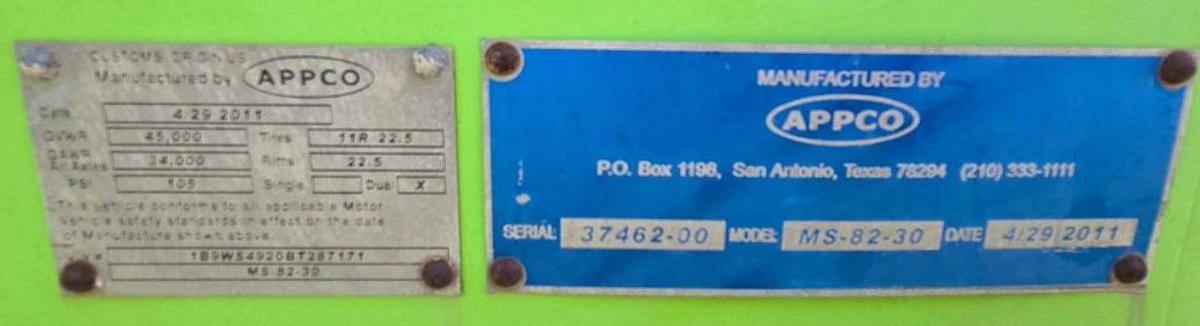 CUSTOMS OF
Manufactured by APPCO
Date 4/29 2011
GVWR 45,000 Tires 11R 22.5
GAWR All Axles 34,000 Rims 22.5
PSI 105 Single Dual X
This vehicle conforms to all applicable Motor
Vehicle safety standards in effect on the date
of Manufacture shown above.
1B9WS4920BT287171
MS-82-30
MANUFACTURED BY
APPCO
P.O. Box 1198, San Antonio, Texas 78294 (210) 333-1111
SERIAL 37462-00 MODEL MS-82-30 DATE 4/29/2011